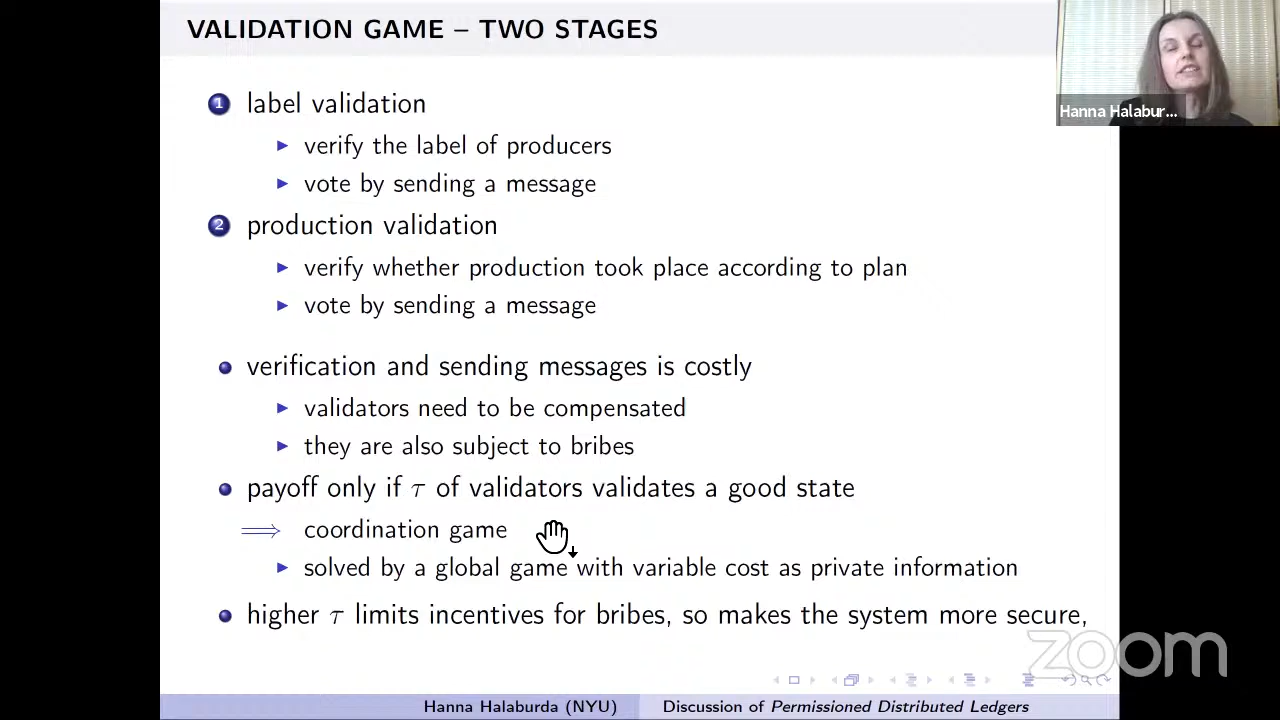 VALIDATION GAME – TWO STAGES
Hanna Halabur...
1 label validation
verify the label of producers
vote by sending a message
2 production validation
verify whether production took place according to plan
vote by sending a message
verification and sending messages is costly
validators need to be compensated
they are also subject to bribes
payoff only if τ of validators validates a good state
⟹ coordination game
solved by a global game with variable cost as private information
higher τ limits incentives for bribes, so makes the system more secure,
zoom
Hanna Halaburda (NYU) Discussion of Permissioned Distributed Ledgers